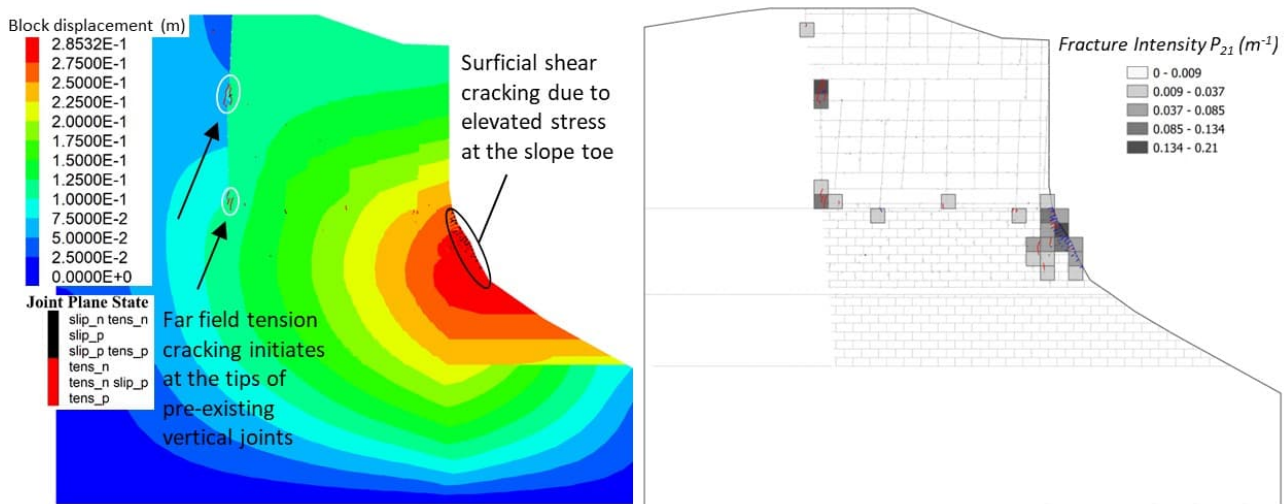 Block displacement (m)
2.8532E-1
2.7500E-1
2.5000E-1
2.2500E-1
2.0000E-1
1.7500E-1
1.5000E-1
1.2500E-1
1.0000E-1
7.5000E-2
5.0000E-2
2.5000E-2
0.0000E+0
Joint Plane State
slip_n tens_n
slip_p
slip_p tens_p
tens_n
tens_n slip_p
tens_p
Far field tension
cracking initiates
at the tips of
pre-existing
vertical joints
Surficial shear
cracking due to
elevated stress
at the slope toe
Fracture Intensity P21 (m-1)
0 - 0.009
0.009 - 0.037
0.037 - 0.085
0.085 - 0.134
0.134 - 0.21